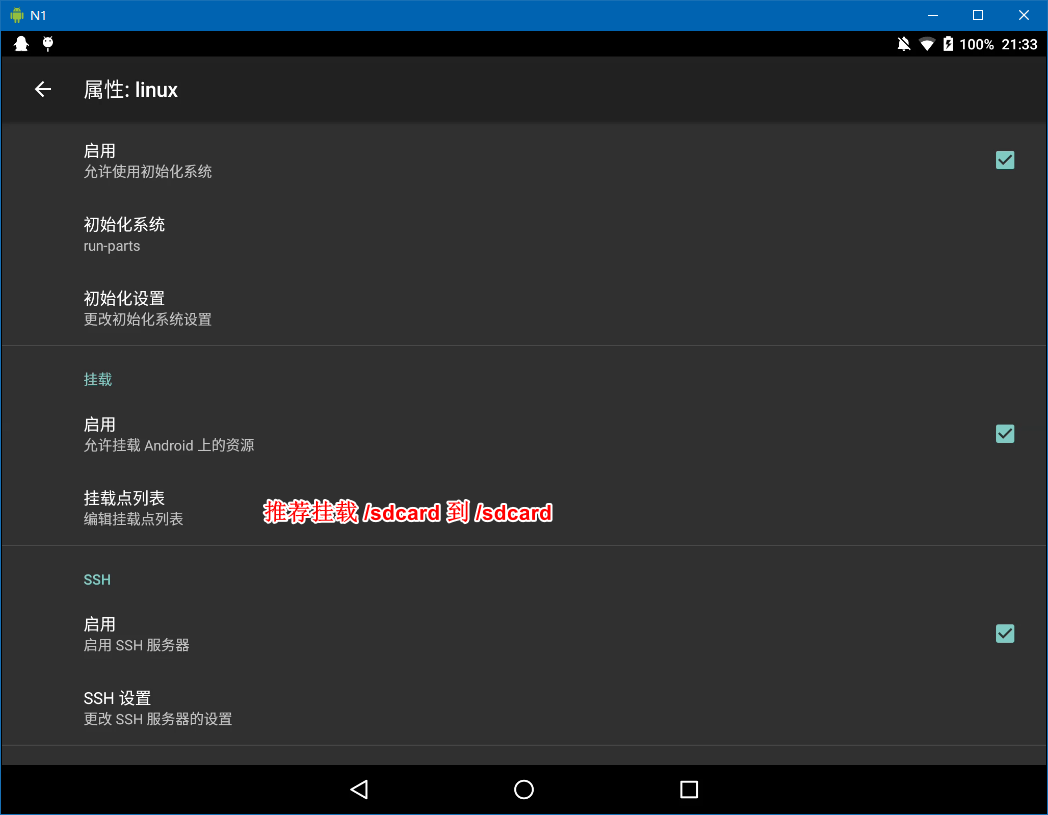 N1
100% 21:33
属性: linux
启用
允许使用初始化系统
初始化系统
run-parts
初始化设置
更改初始化系统设置
挂载
启用
允许挂载 Android 上的资源
挂载点列表
编辑挂载点列表
推荐挂载 /sdcard 到 /sdcard
SSH
启用
启用 SSH 服务器
SSH 设置
更改 SSH 服务器的设置